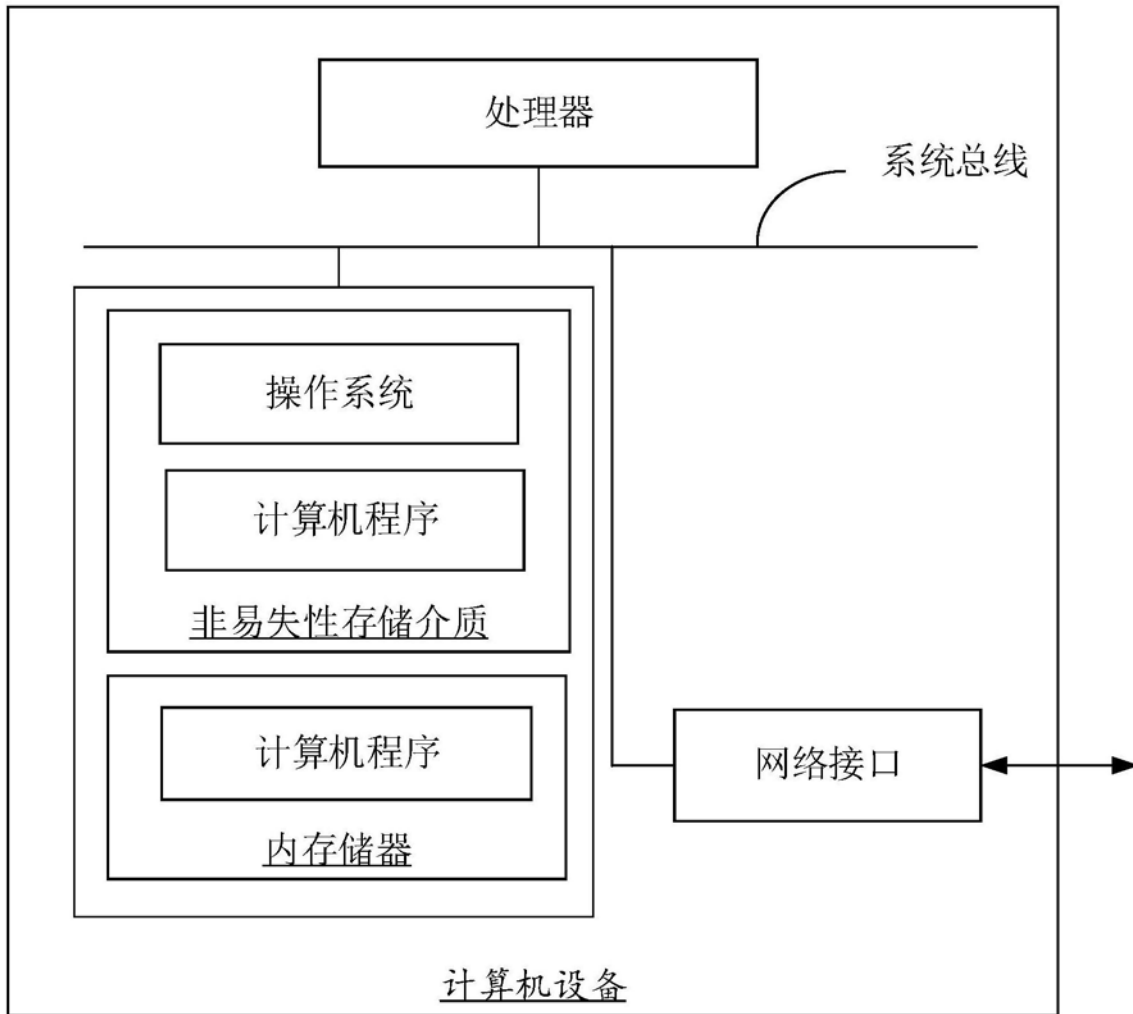 处理器
系统总线
操作系统
计算机程序
非易失性存储介质
计算机程序
网络接口
内存储器
计算机设备